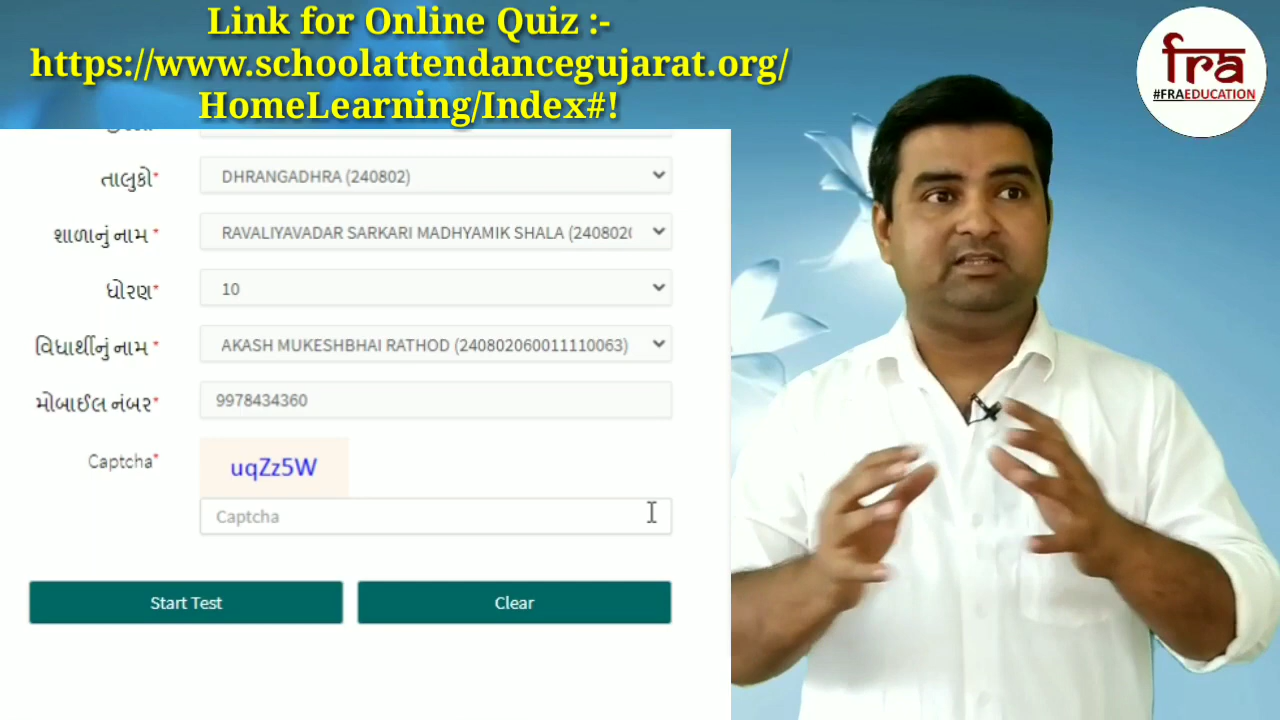 Link for Online Quiz :-
https://www.schoolattendancegujarat.org/
HomeLearning/Index#!
fra
#FRAEDUCATION
તાલુકો*
DHRANGADHRA (240802)
શાળાનું નામ *
RAVALIYAVADAR SARKARI MADHYAMIK SHALA (240802
ધોરણ*
10
વિદ્યાર્થીનું નામ *
AKASH MUKESHBHAI RATHOD (240802060011110063)
મોબાઈલ નંબર*
9978434360
Captcha*
uqZz5W
Captcha
Start Test
Clear